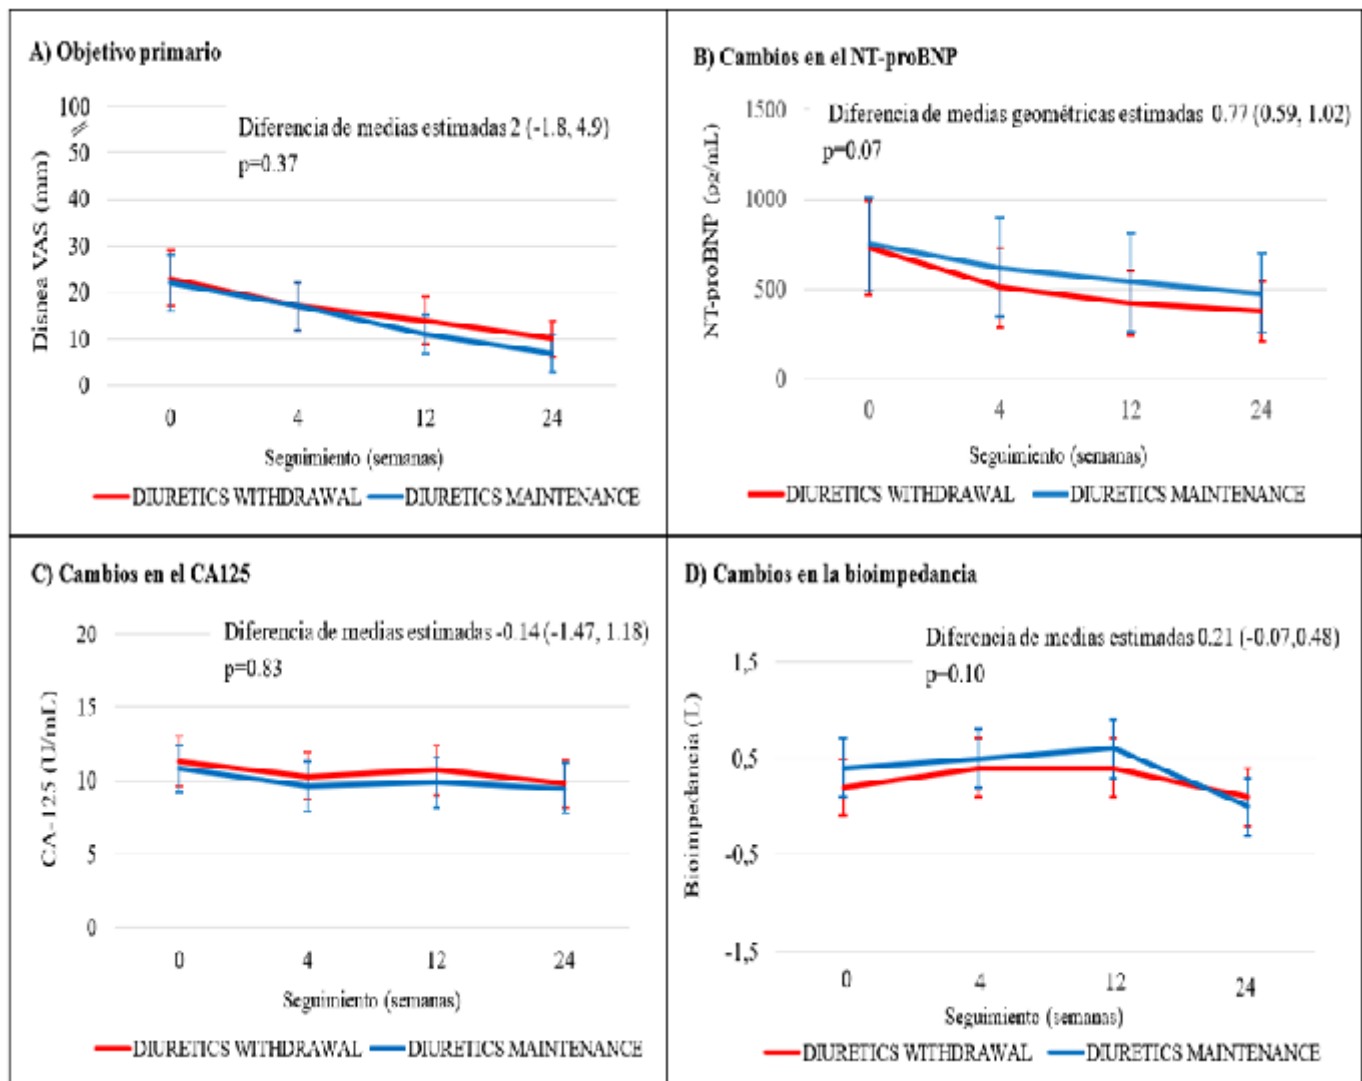 A) Objetivo primario
Diferencia de medias estimadas 2 (-1.8, 4.9)
p=0.37
Disnea VAS (mm)
100
50
40
30
20
10
0
0 4 12 24
Seguimiento (semanas)
DIURETICS WITHDRAWAL DIURETICS MAINTENANCE
B) Cambios en el NT-proBNP
Diferencia de medias geométricas estimadas 0.77 (0.59, 1.02)
p=0.07
NT-proBNP (pg/mL)
1500
1000
500
0
0 4 12 24
Seguimiento (semanas)
DIURETICS WITHDRAWAL DIURETICS MAINTENANCE
C) Cambios en el CA125
Diferencia de medias estimadas -0.14 (-1.47, 1.18)
p=0.83
CA-125 (U/mL)
20
15
10
5
0
0 4 12 24
Seguimiento (semanas)
DIURETICS WITHDRAWAL DIURETICS MAINTENANCE
D) Cambios en la bioimpedancia
Diferencia de medias estimadas 0.21 (-0.07,0.48)
p=0.10
Bioimpedancia (L)
1,5
0,5
-0,5
-1,5
0 4 12 24
Seguimiento (semanas)
DIURETICS WITHDRAWAL DIURETICS MAINTENANCE